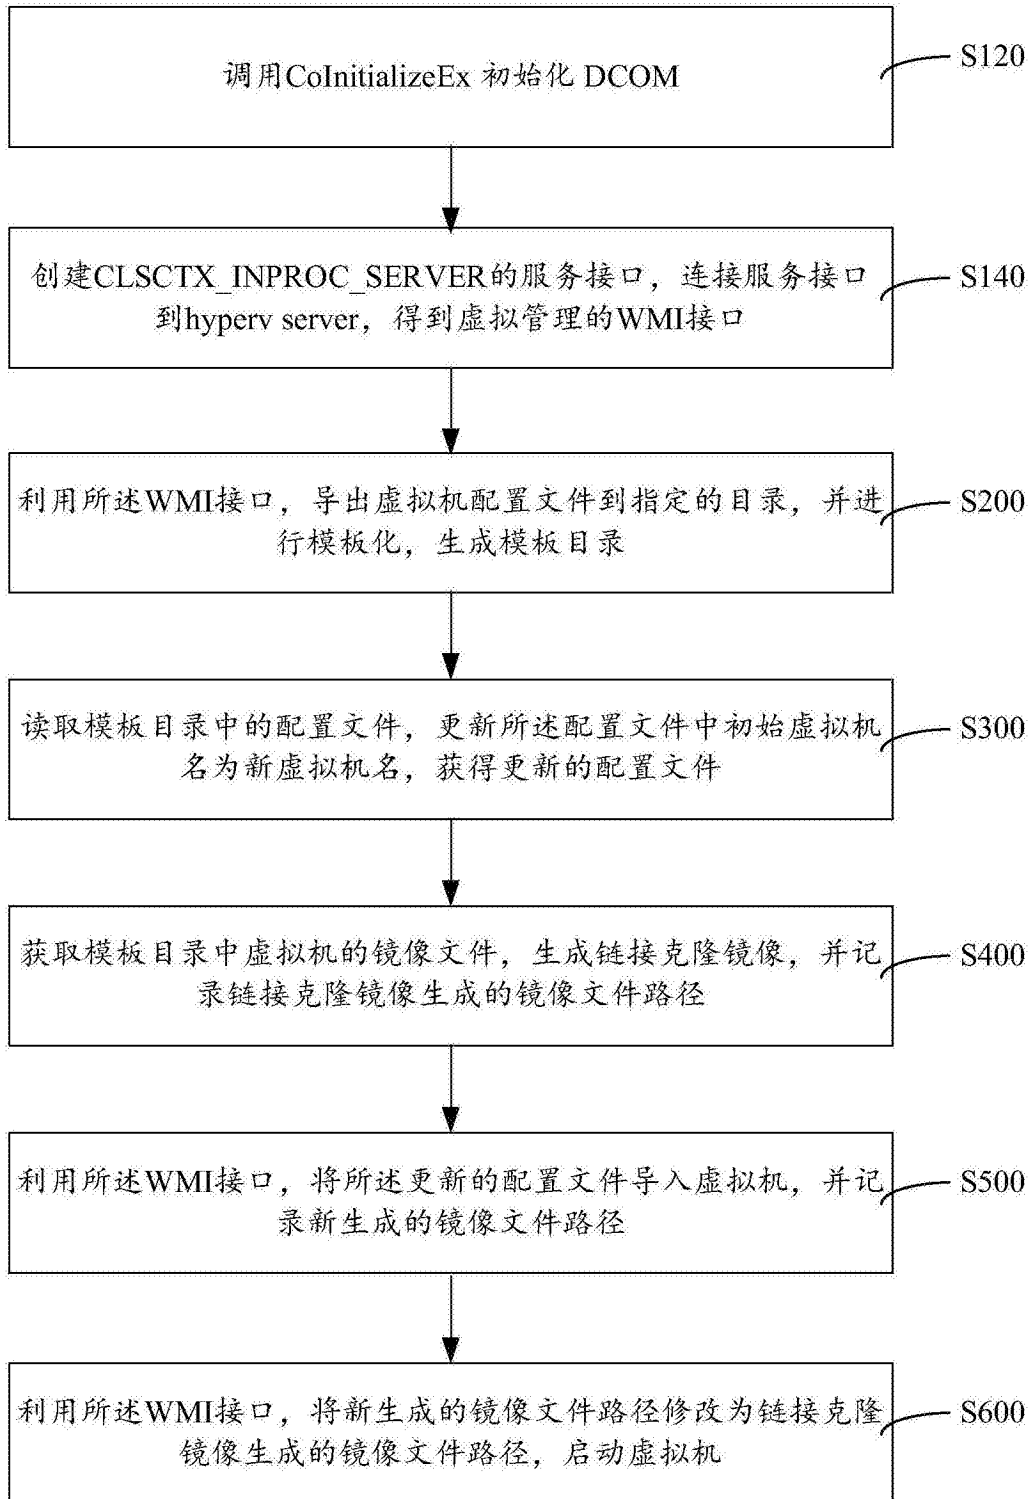 调用CoInitializeEx 初始化 DCOM
S120
创建CLSCTX_INPROC_SERVER的服务接口，连接服务接口
到hyperv server，得到虚拟管理的WMI接口
S140
利用所述WMI接口，导出虚拟机配置文件到指定的目录，并进
行模板化，生成模板目录
S200
读取模板目录中的配置文件，更新所述配置文件中初始虚拟机
名为新虚拟机名，获得更新的配置文件
S300
获取模板目录中虚拟机的镜像文件，生成链接克隆镜像，并记
录链接克隆镜像生成的镜像文件路径
S400
利用所述WMI接口，将所述更新的配置文件导入虚拟机，并记
录新生成的镜像文件路径
S500
利用所述WMI接口，将新生成的镜像文件路径修改为链接克隆
镜像生成的镜像文件路径，启动虚拟机
S600